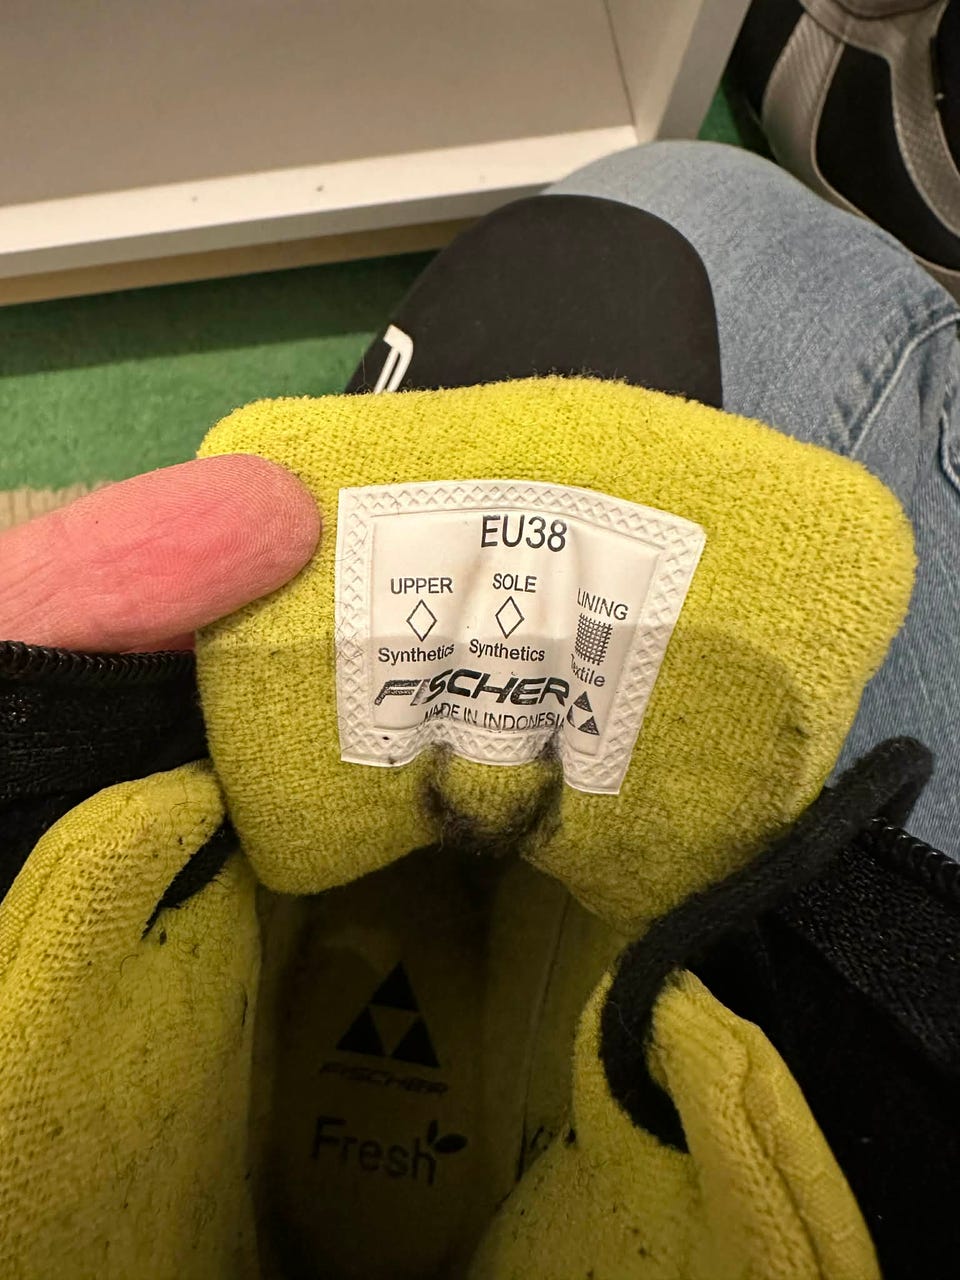 EU38
UPPER SOLE LINING
Synthetics Synthetics Textile
FISCHER
MADE IN INDONESIA
FISCHER
Fresh